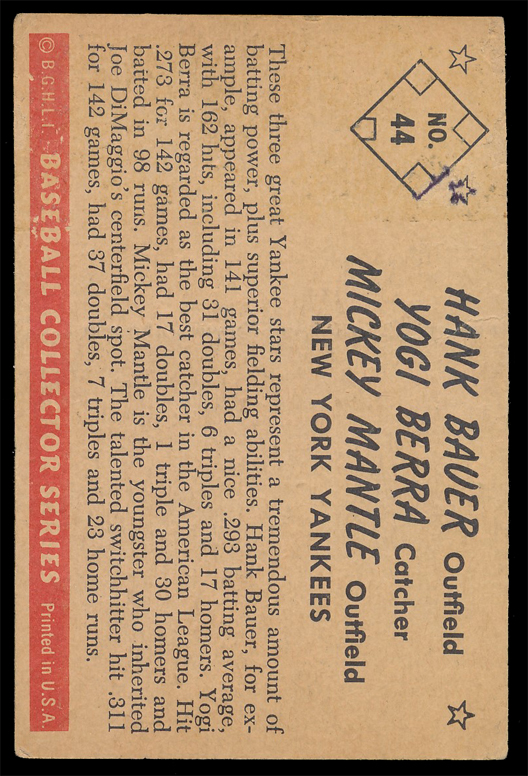 NO.
44
HANK BAUER Outfield
YOGI BERRA Catcher
MICKEY MANTLE Outfield
NEW YORK YANKEES
These three great Yankee stars represent a tremendous amount of
batting power, plus superior fielding abilities. Hank Bauer, for ex-
ample, appeared in 141 games, had a nice .293 batting average,
with 162 hits, including 31 doubles, 6 triples and 17 homers. Yogi
Berra is regarded as the best catcher in the American League. Hit
.273 for 142 games, had 17 doubles, 1 triple and 30 homers and
batted in 98 runs. Mickey Mantle is the youngster who inherited
Joe DiMaggio's centerfield spot. The talented switchhitter hit .311
for 142 games, had 37 doubles, 7 triples and 23 home runs.
© B.G.H.L.I. BASEBALL COLLECTOR SERIES Printed in U.S.A.